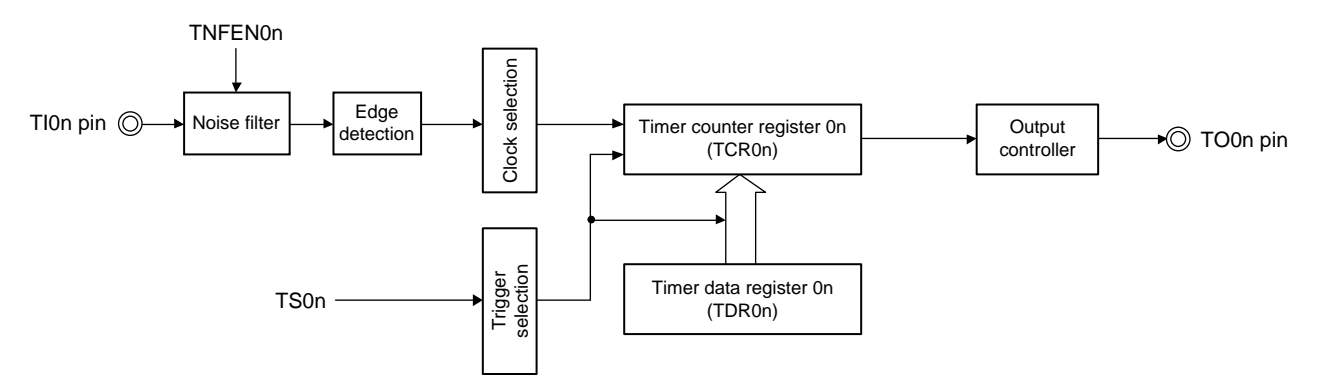 TNFEN0n
TI0n pin
Noise filter
Edge
detection
Clock selection
Timer counter register 0n
(TCR0n)
Output
controller
TO0n pin
TS0n
Trigger
selection
Timer data register 0n
(TDR0n)